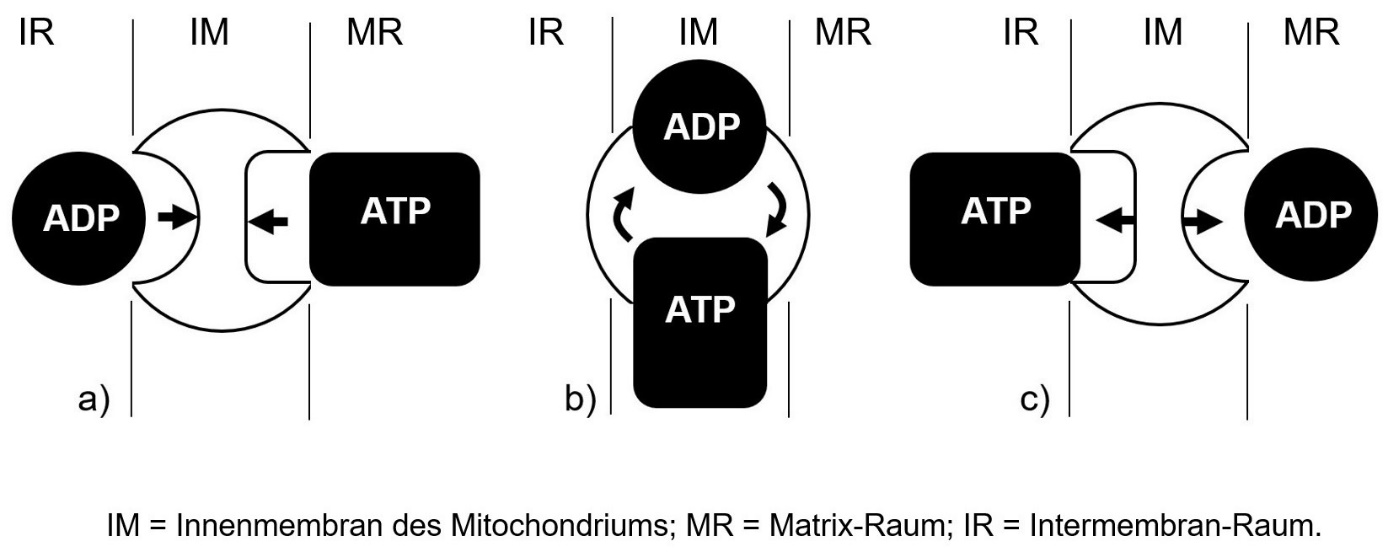 IR IM MR IR IM MR IR IM MR
ADP ATP ADP ATP ATP ADP
a) b) c)
IM = Innenmembran des Mitochondriums; MR = Matrix-Raum; IR = Intermembran-Raum.